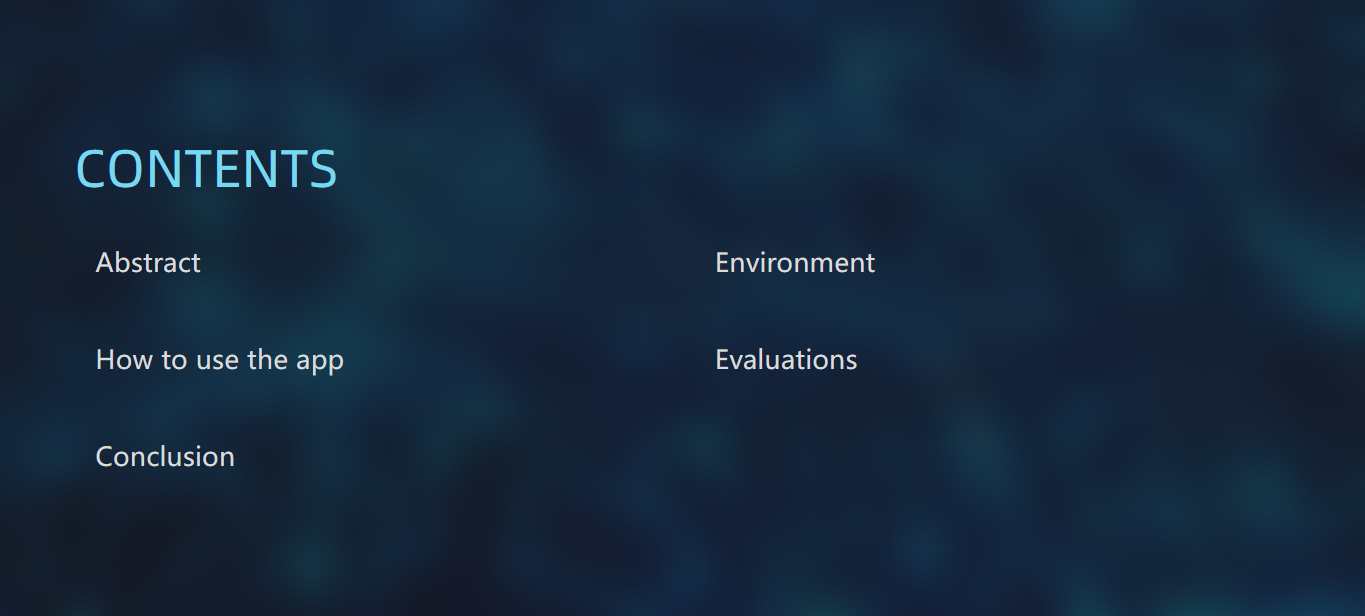 CONTENTS
Abstract
Environment
How to use the app
Evaluations
Conclusion